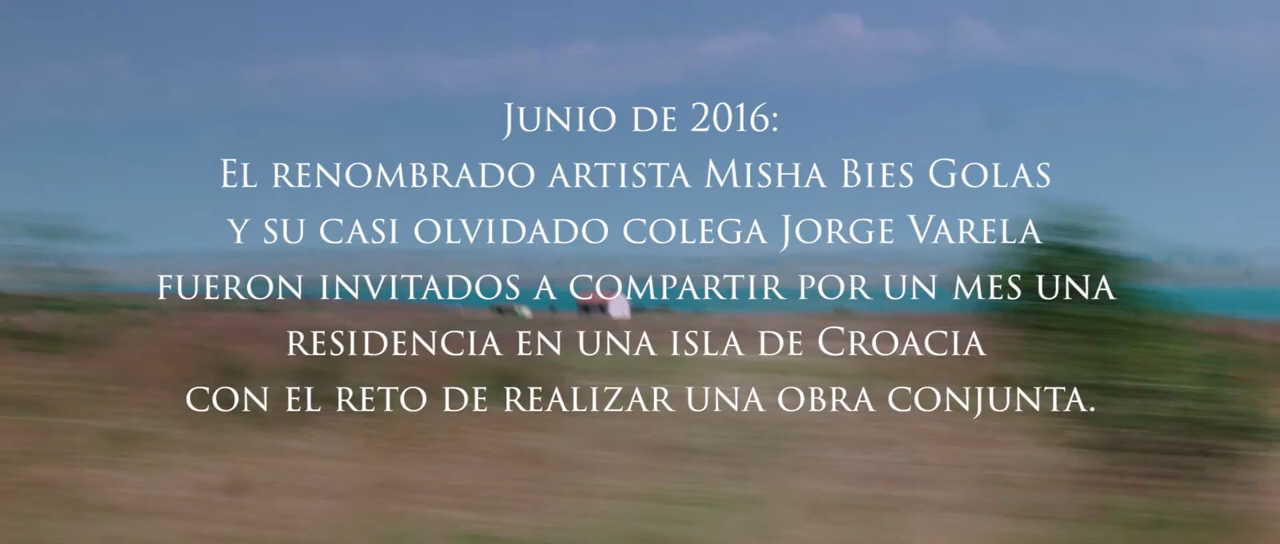 Junio de 2016:
El renombrado artista Misha Bies Golas
y su casi olvidado colega Jorge Varela
fueron invitados a compartir por un mes una
residencia en una isla de Croacia
con el reto de realizar una obra conjunta.